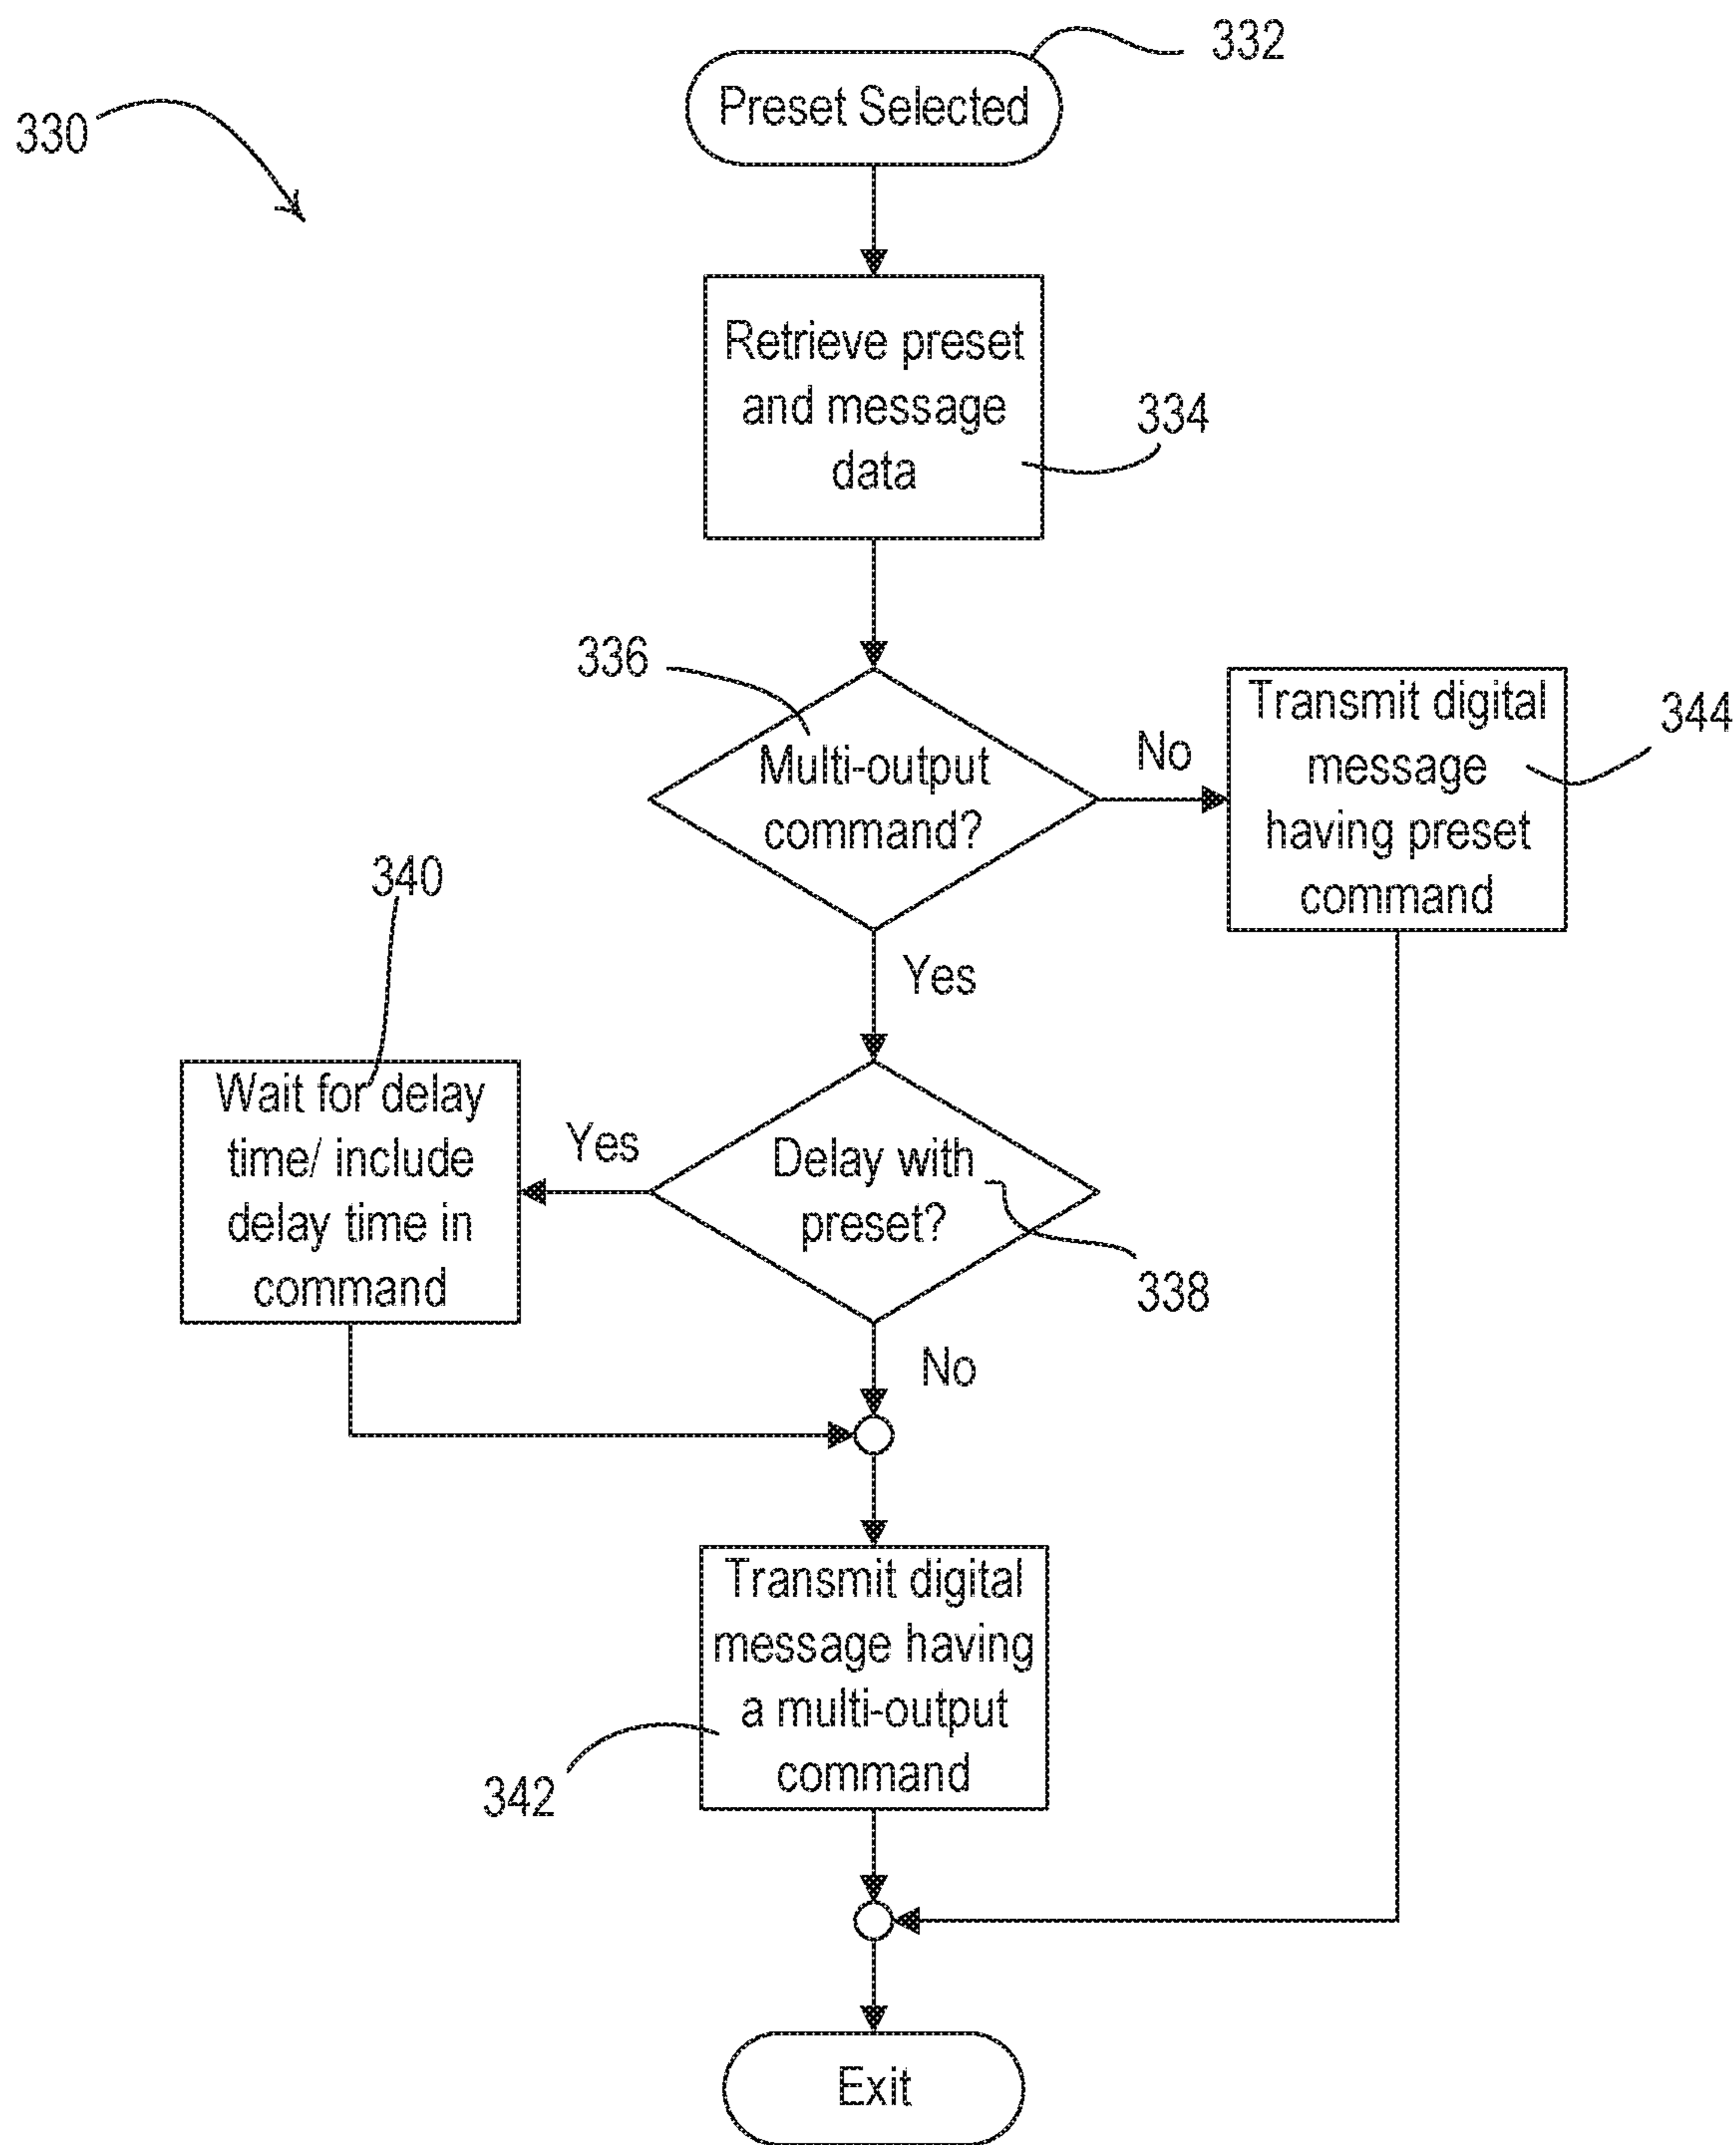 332
Preset Selected
330
Retrieve preset
and message
data
334
336
Multi-output
command?
No
Transmit digital
message
having preset
command
344
Yes
340
Wait for delay
time/ include
delay time in
command
Yes
Delay with
preset?
338
No
Transmit digital
message having
a multi-output
command
342
Exit